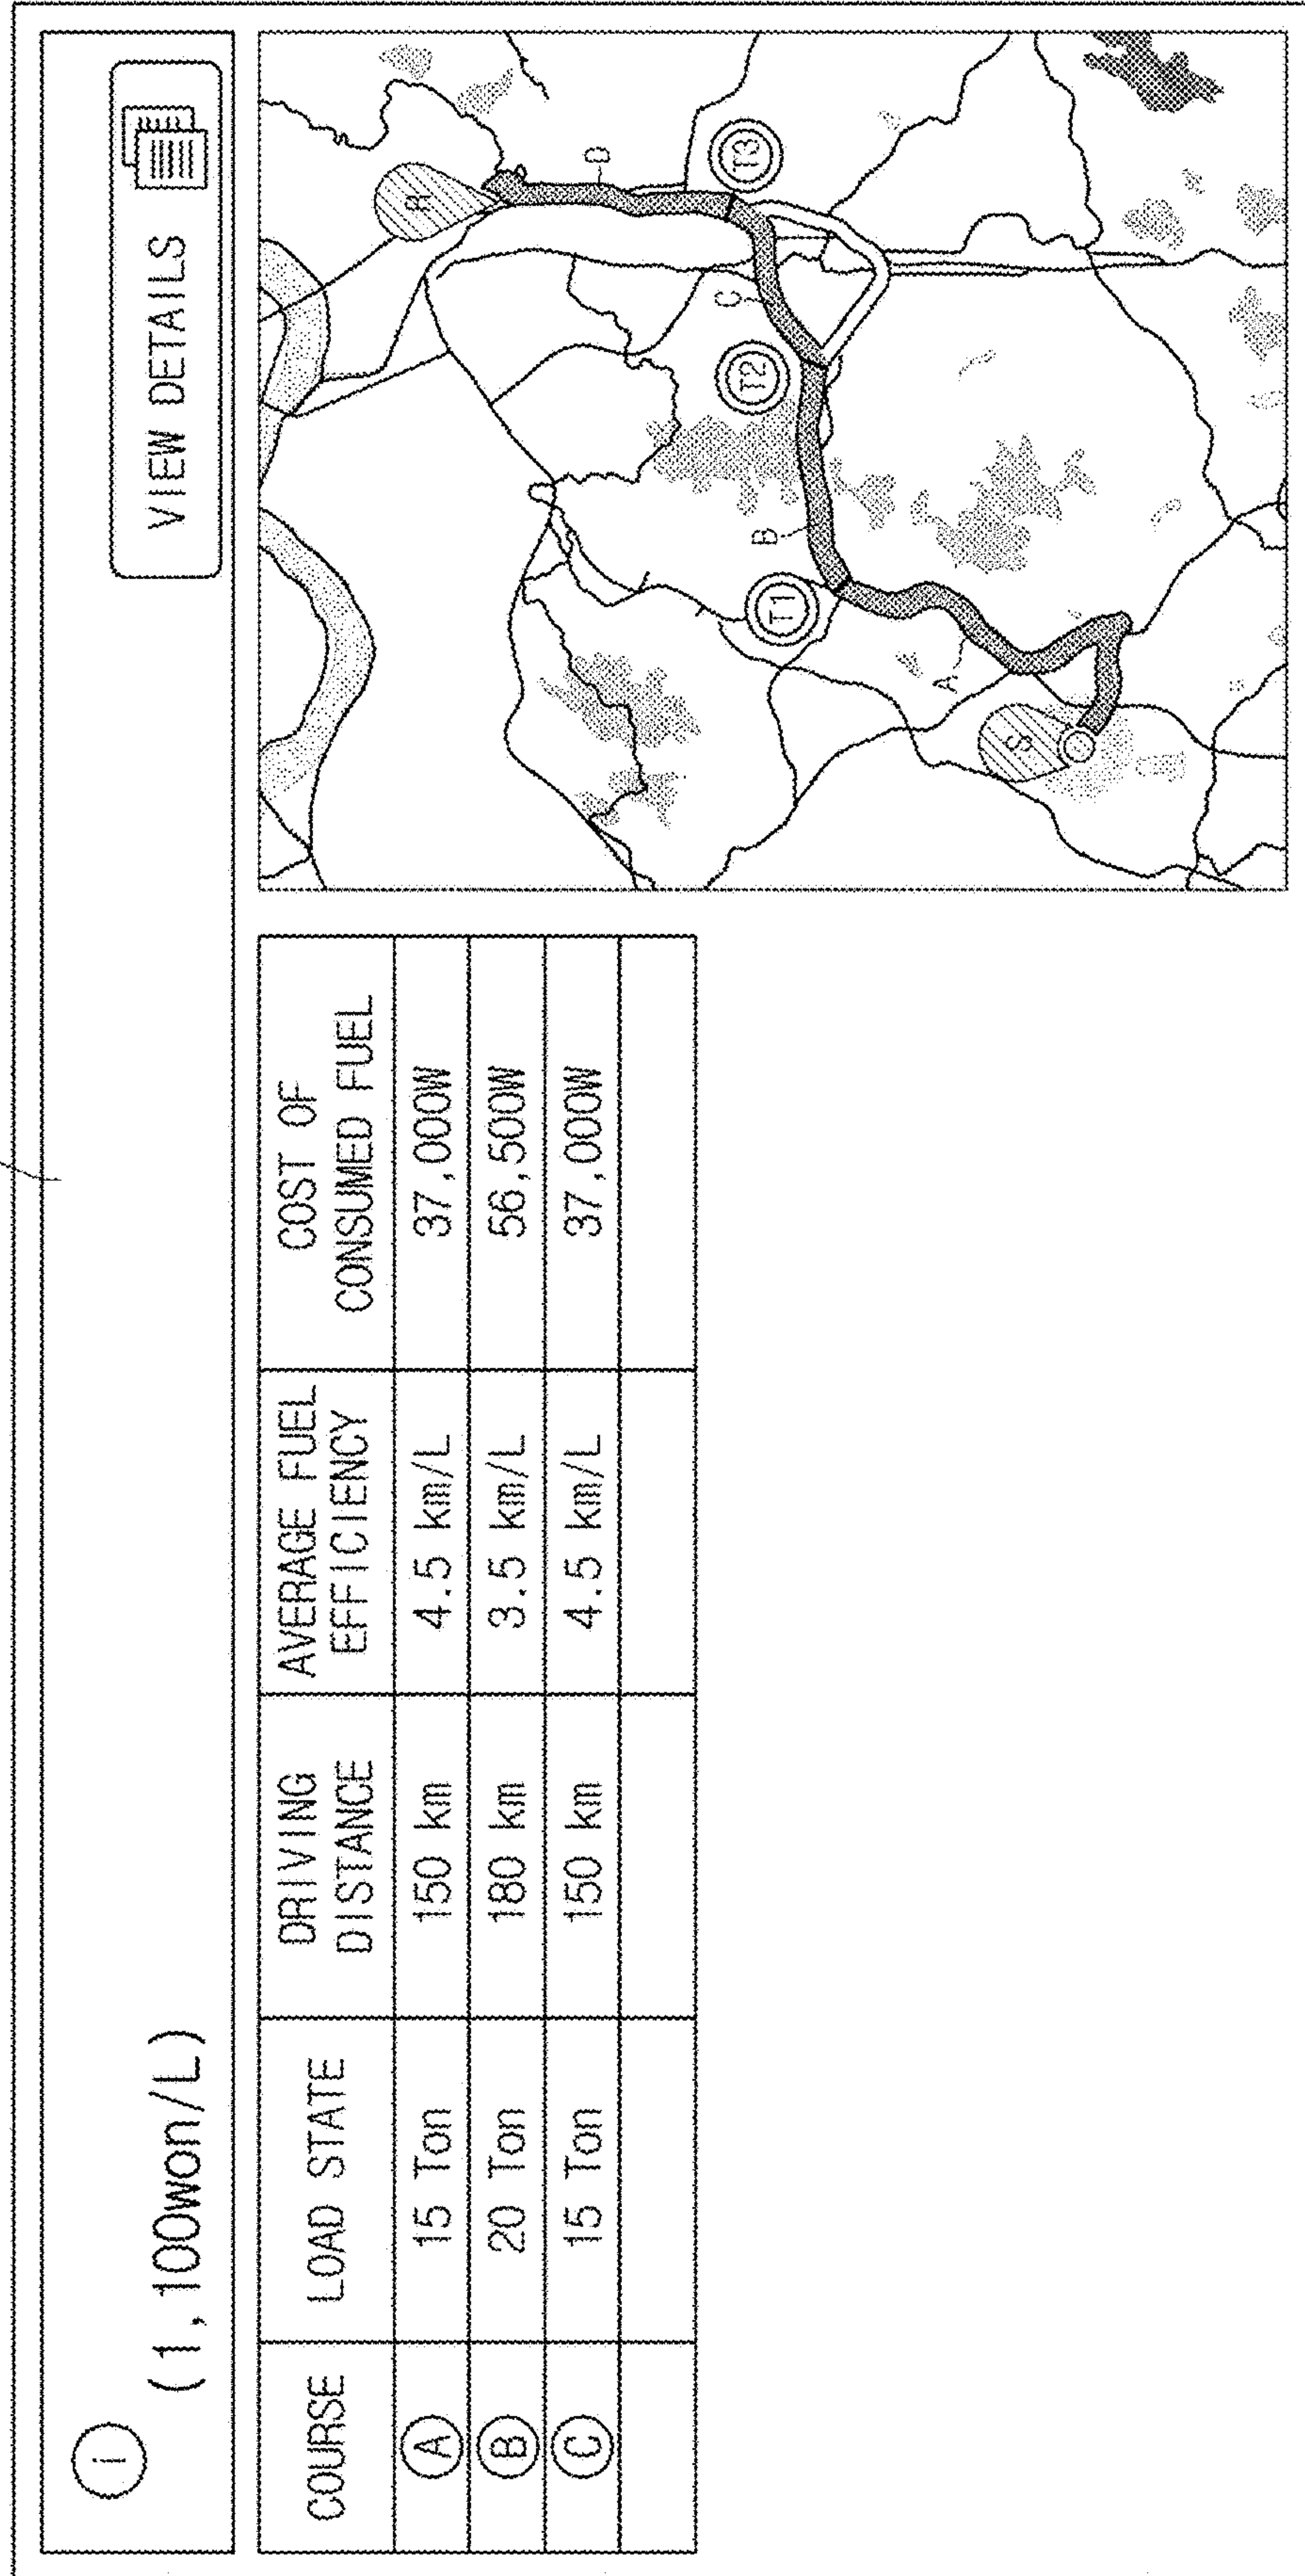 i
(1,100won/L)
VIEW DETAILS
COURSE LOAD STATE DRIVING DISTANCE AVERAGE FUEL EFFICIENCY COST OF CONSUMED FUEL
A 15 Ton 150 km 4.5 km/L 37,000W
B 20 Ton 180 km 3.5 km/L 56,500W
C 15 Ton 150 km 4.5 km/L 37,000W
R
D
T3
C
T2
B
T1
A
S